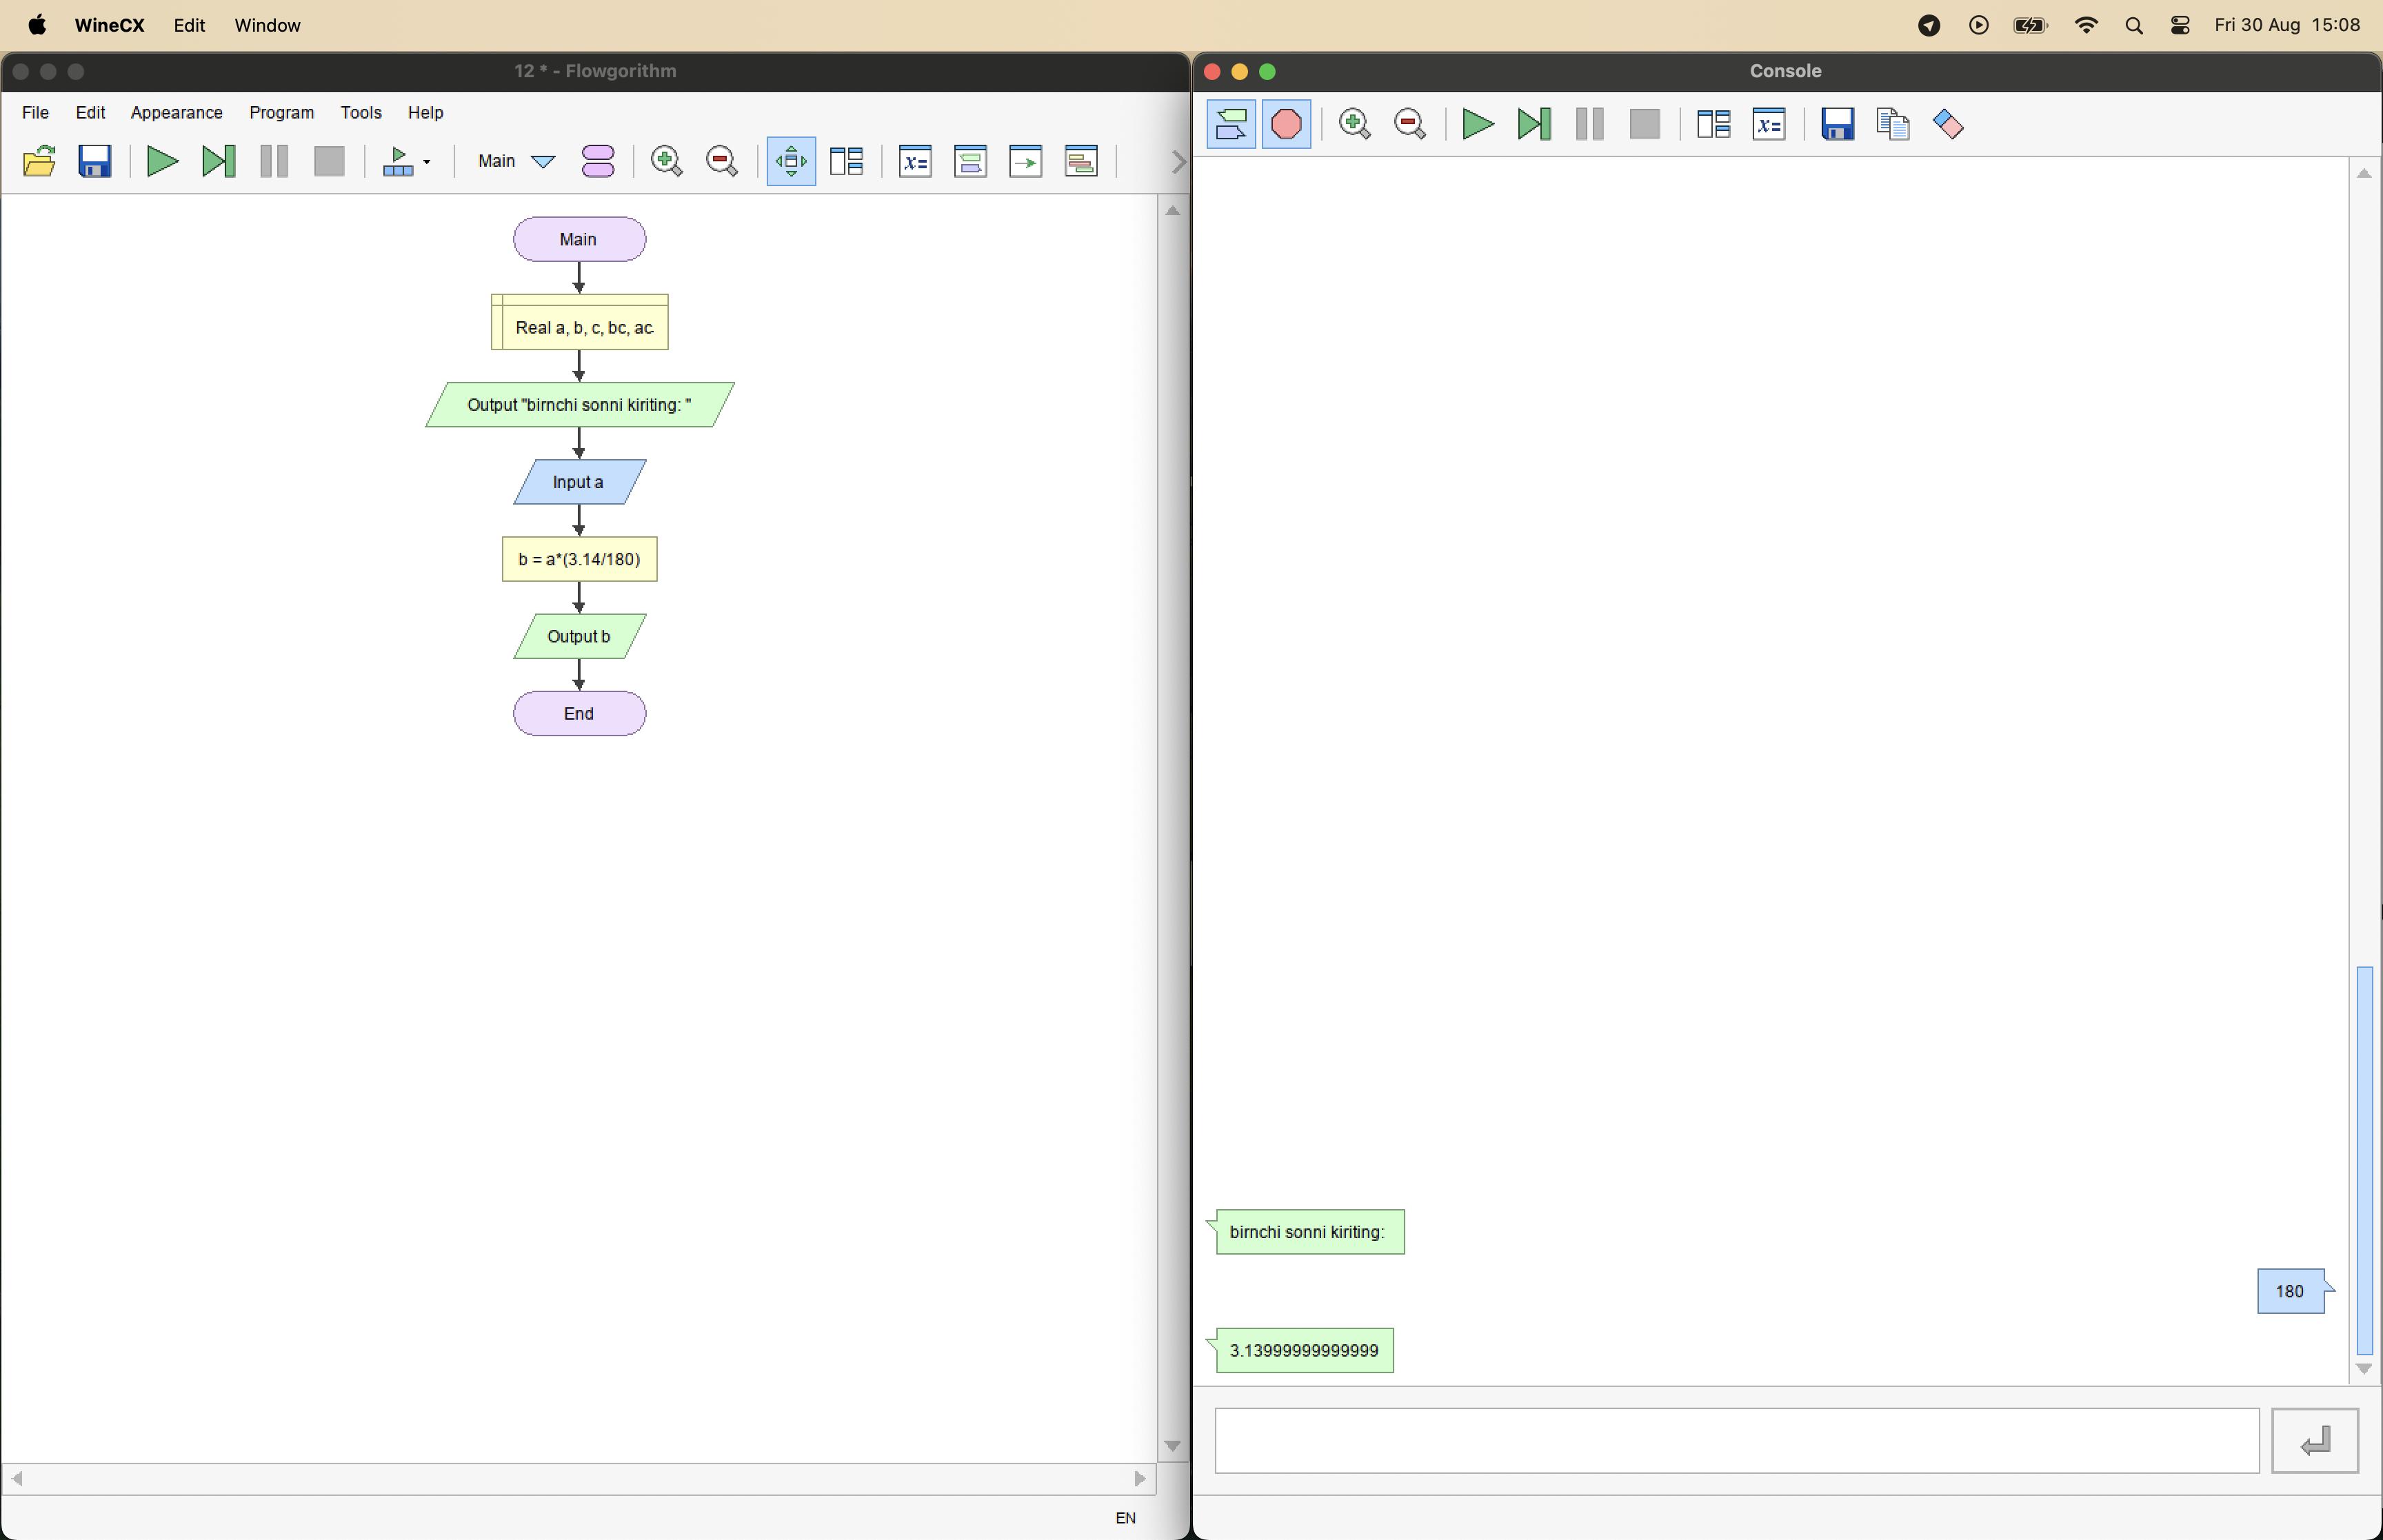 WineCX Edit Window
Fri 30 Aug 15:08
12 * - Flowgorithm
File Edit Appearance Program Tools Help
Main
Main
Real a, b, c, bc, ac
Output "birnchi sonni kiriting: "
Input a
b = a*(3.14/180)
Output b
End
EN
Console
x=
x=
birnchi sonni kiriting:
180
3.13999999999999